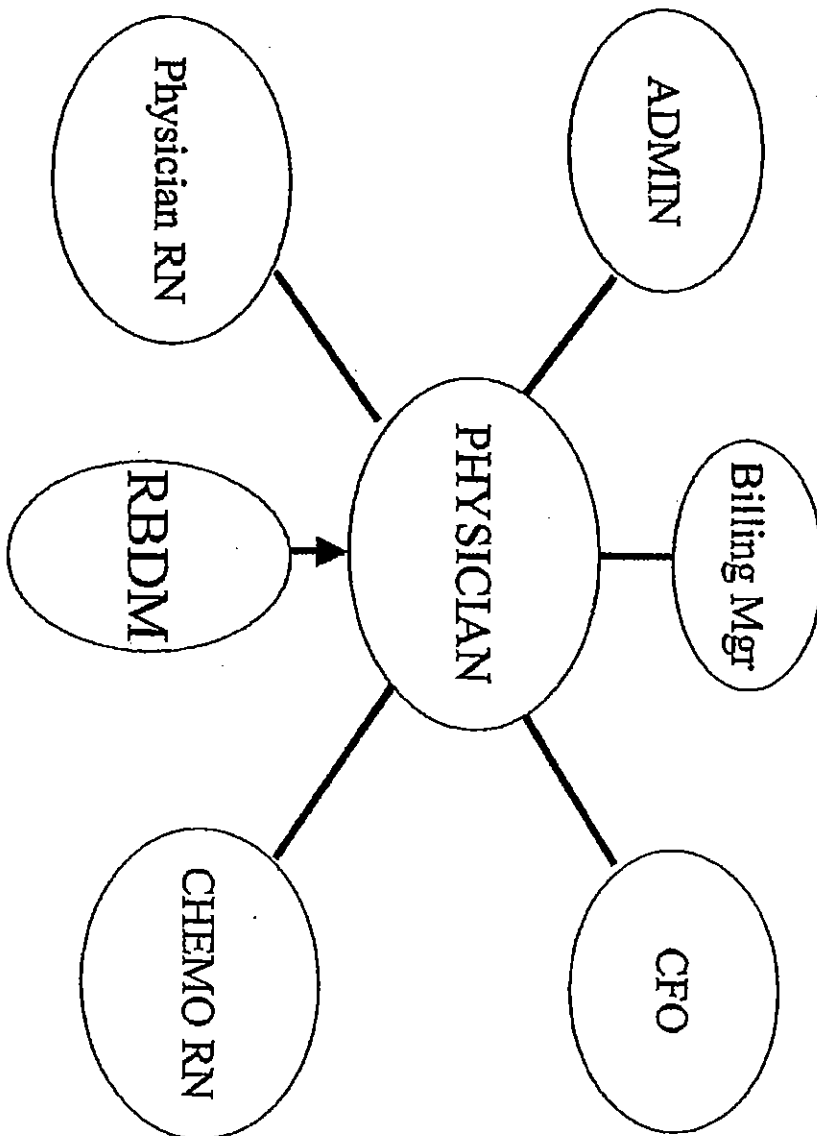 Billing Mgr
ADMIN
CFO
PHYSICIAN
Physician RN
RBDM
CHEMO RN